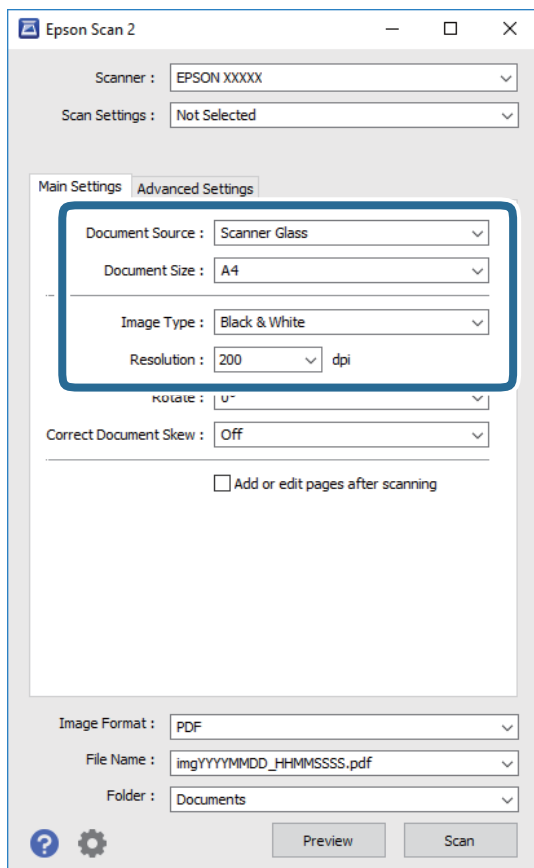 Epson Scan 2
Scanner : EPSON XXXXX
Scan Settings : Not Selected
Main Settings Advanced Settings
Document Source : Scanner Glass
Document Size : A4
Image Type : Black & White
Resolution : 200 dpi
Rotate : 0°
Correct Document Skew : Off
Add or edit pages after scanning
Image Format : PDF
File Name : imgYYYYMMDD_HHMMSSSS.pdf
Folder : Documents
? Preview Scan